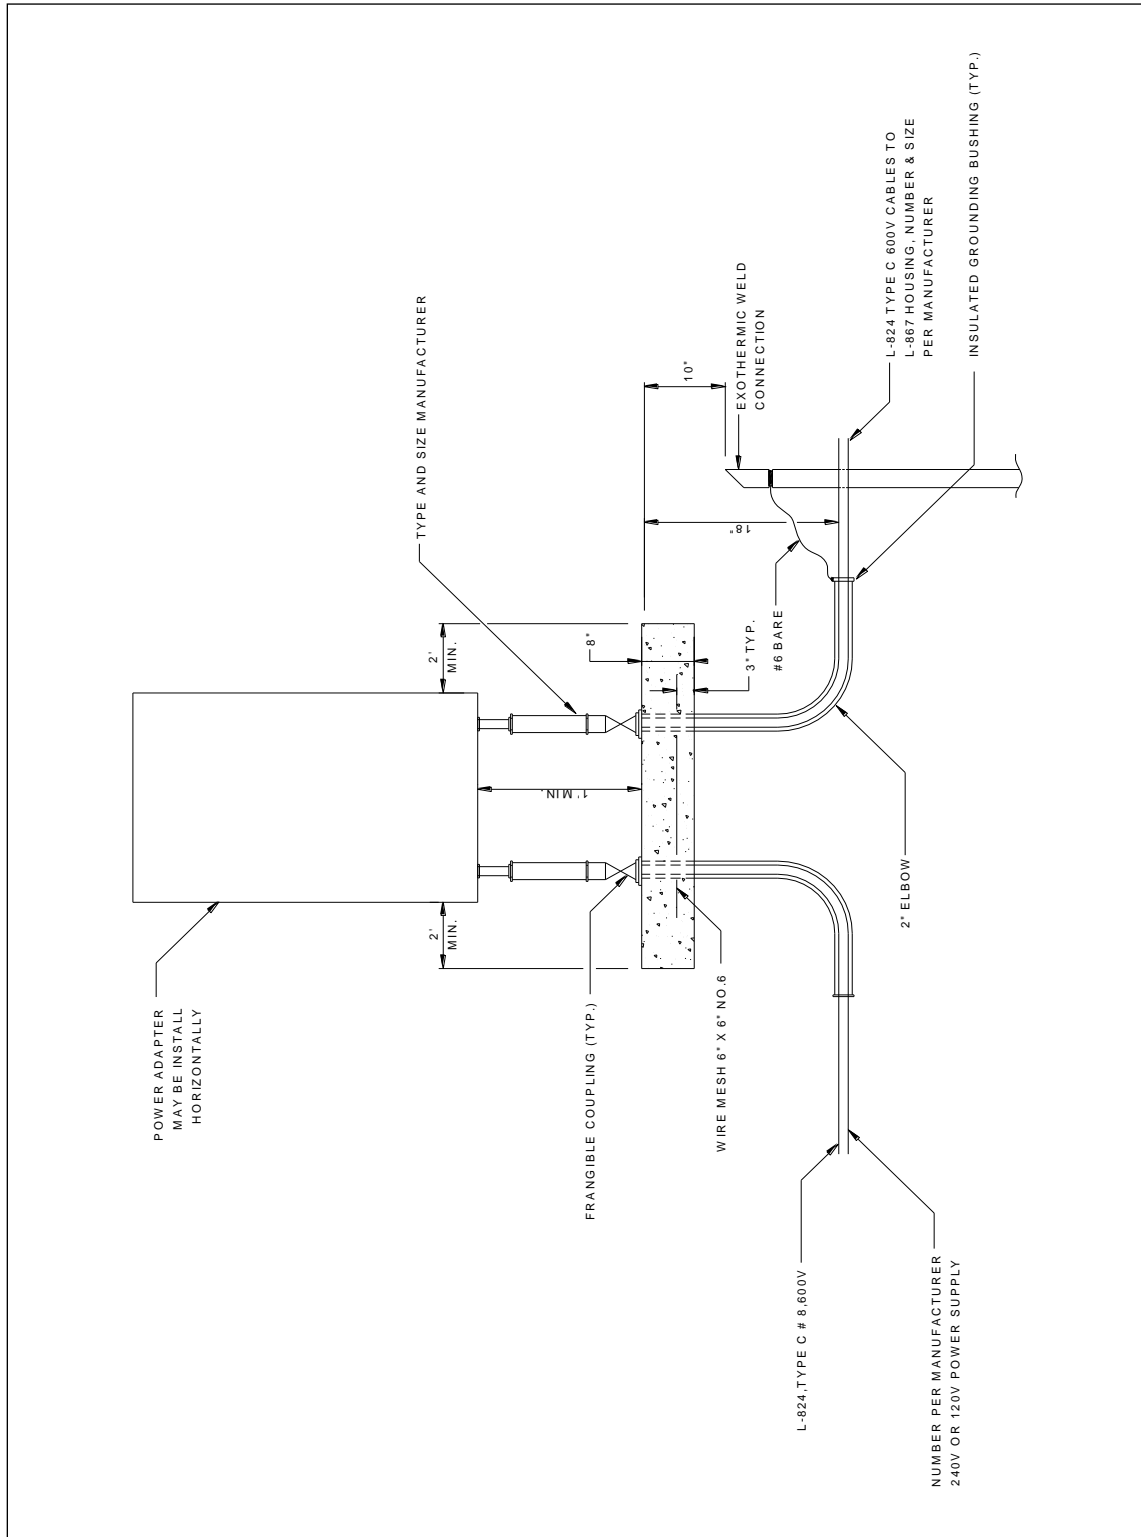 POWER ADAPTER
MAY BE INSTALL
HORIZONTALLY
2'
MIN.
2'
MIN.
TYPE AND SIZE MANUFACTURER
1' MIN.
FRANGIBLE COUPLING (TYP.)
8"
10"
18"
3" TYP.
#6 BARE
EXOTHERMIC WELD
CONNECTION
WIRE MESH 6" X 6" NO.6
L-824 TYPE C 600V CABLES TO
L-867 HOUSING, NUMBER & SIZE
PER MANUFACTURER
INSULATED GROUNDING BUSHING (TYP.)
2" ELBOW
L-824,TYPE C # 8,600V
NUMBER PER MANUFACTURER
240V OR 120V POWER SUPPLY